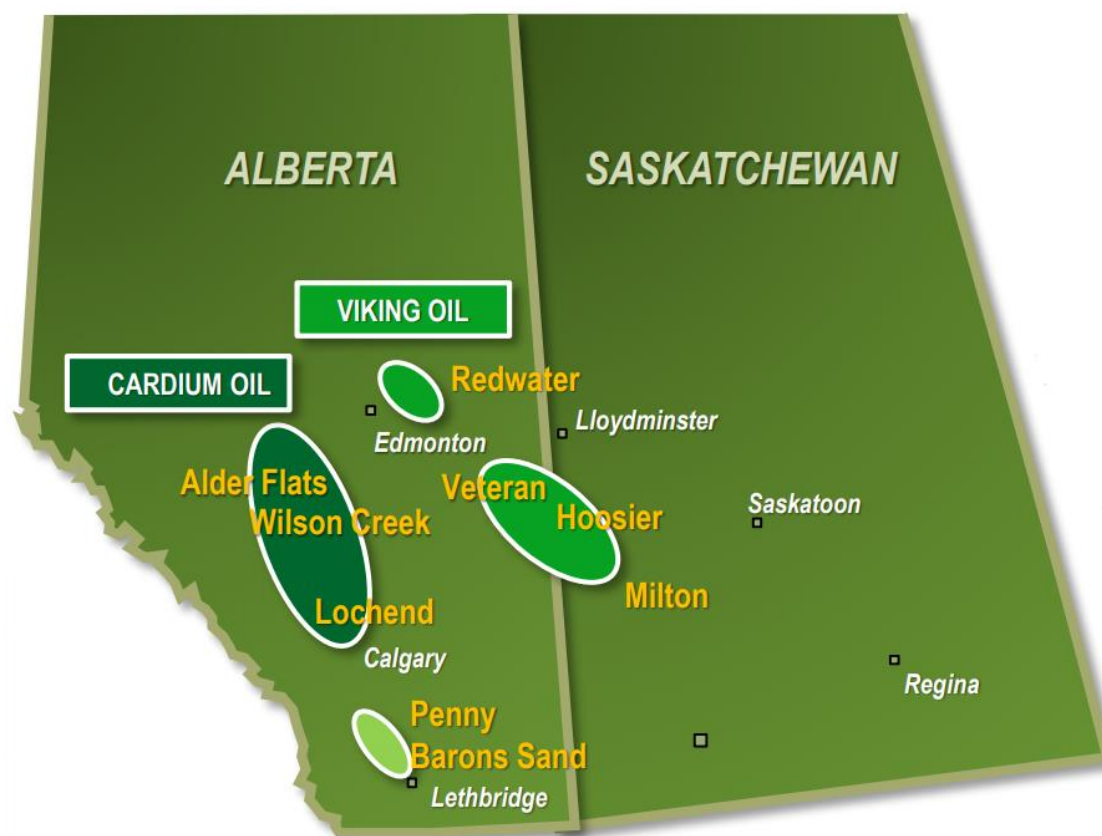 ALBERTA
SASKATCHEWAN
VIKING OIL
CARDIUM OIL
Redwater
Edmonton
Lloydminster
Alder Flats
Wilson Creek
Veteran
Hoosier
Saskatoon
Milton
Lochend
Calgary
Regina
Penny
Barons Sand
Lethbridge